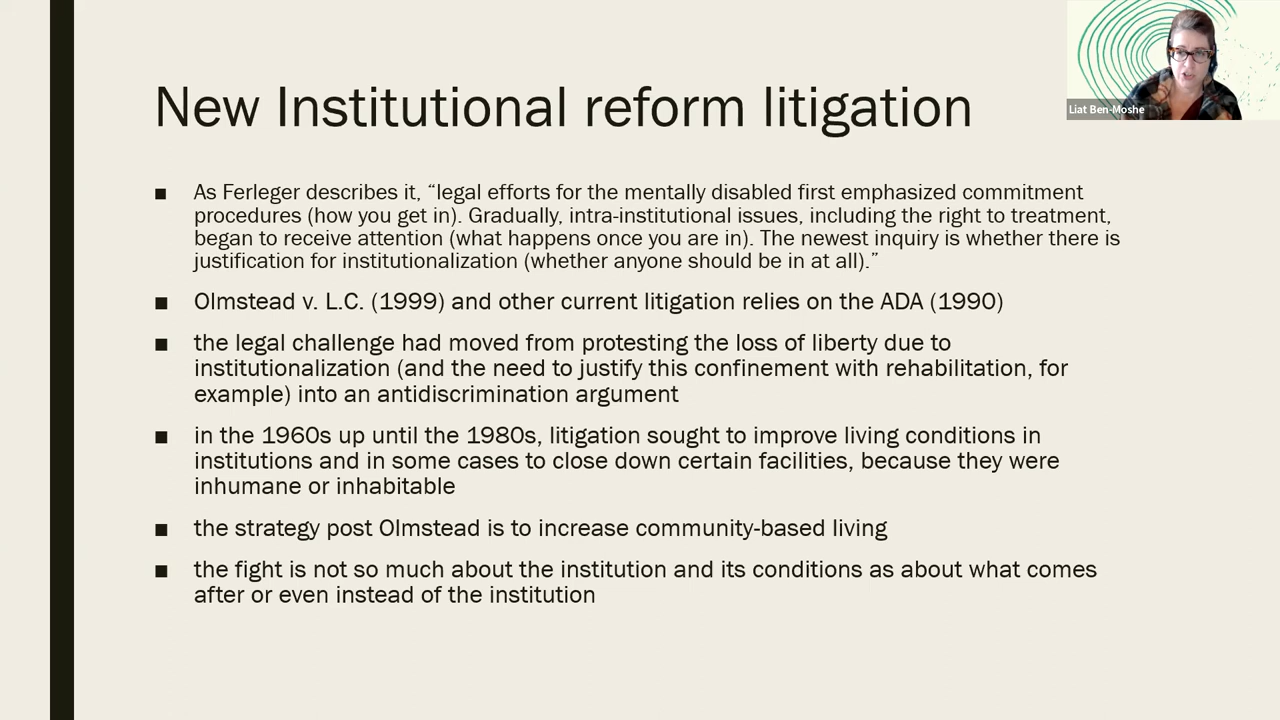 New Institutional reform litigation
Liat Ben-Moshe
■ As Ferleger describes it, “legal efforts for the mentally disabled first emphasized commitment
procedures (how you get in). Gradually, intra-institutional issues, including the right to treatment,
began to receive attention (what happens once you are in). The newest inquiry is whether there is
justification for institutionalization (whether anyone should be in at all).”
■ Olmstead v. L.C. (1999) and other current litigation relies on the ADA (1990)
■ the legal challenge had moved from protesting the loss of liberty due to
institutionalization (and the need to justify this confinement with rehabilitation, for
example) into an antidiscrimination argument
■ in the 1960s up until the 1980s, litigation sought to improve living conditions in
institutions and in some cases to close down certain facilities, because they were
inhumane or inhabitable
■ the strategy post Olmstead is to increase community-based living
■ the fight is not so much about the institution and its conditions as about what comes
after or even instead of the institution